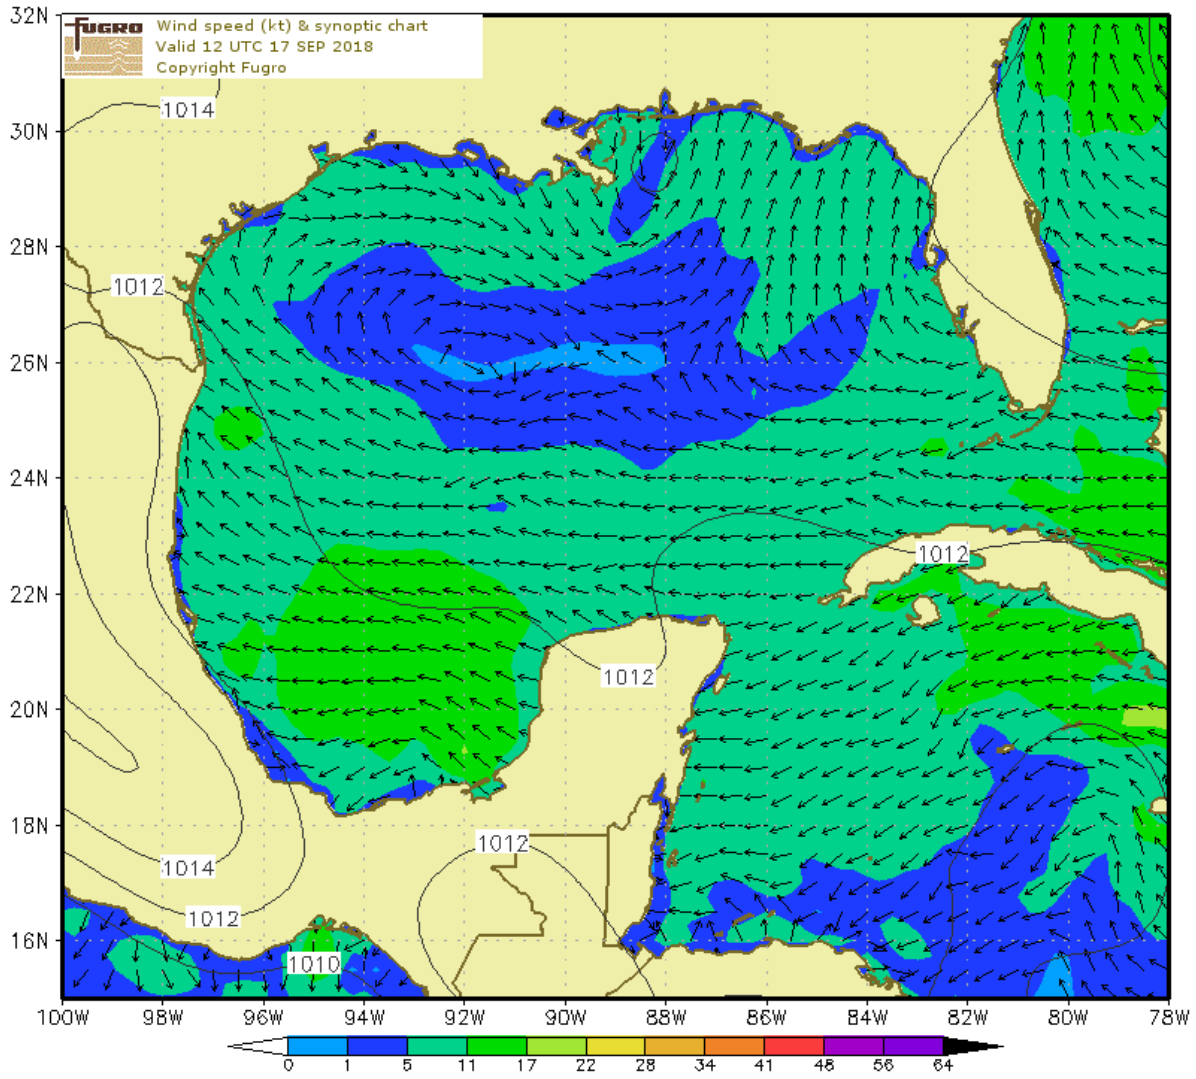 32N
FUGRO
Wind speed (kt) & synoptic chart
Valid 12 UTC 17 SEP 2018
Copyright Fugro
1014
30N
28N
1012
26N
24N
1012
22N
1012
20N
18N
1012
1014
1012
16N
1010
100W 98W 96W 94W 92W 90W 88W 86W 84W 82W 80W 78W
0 1 5 11 17 22 28 34 41 48 56 64